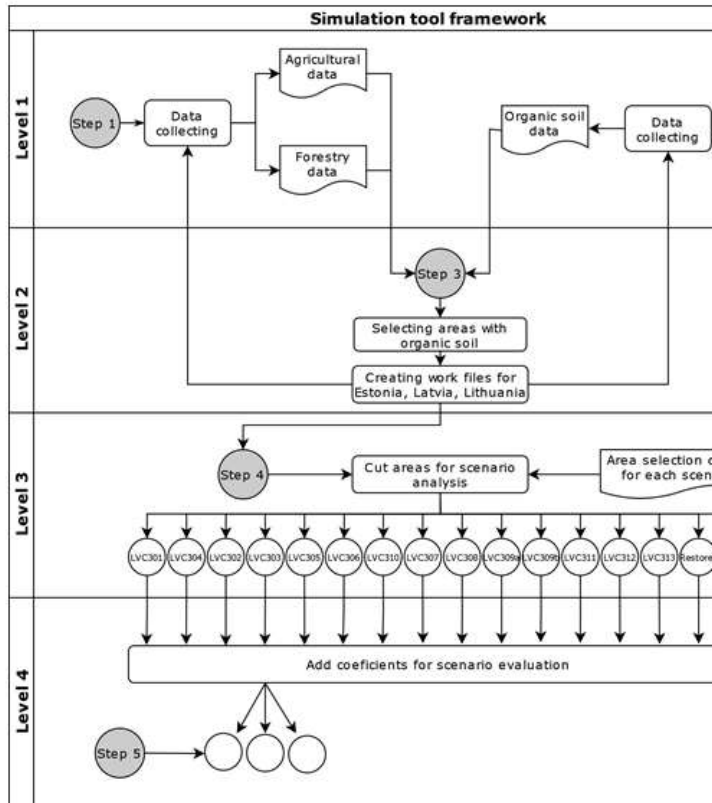 Simulation tool framework
Level 1
Step 1
Data
collecting
Agricultural
data
Forestry
data
Organic soil
data
Data
collecting
Level 2
Step 3
Selecting areas with
organic soil
Creating work files for
Estonia, Latvia, Lithuania
Level 3
Step 4
Cut areas for scenario
analysis
Area selection
for each
LVC301
LVC304
LVC302
LVC303
LVC305
LVC306
LVC310
LVC307
LVC308
LVC309a
LVC309b
LVC311
LVC312
LVC313
Restore
Level 4
Add coeficients for scenario evaluation
Step 5